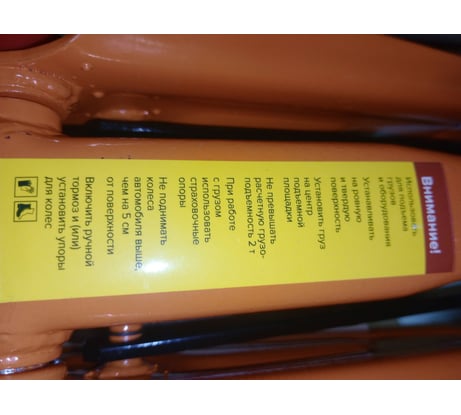 Внимание!
Использовать
для подъема
грузов
и оборудования
Устанавливать
на ровную
и твердую
поверхность
Установить груз
на центр
подъемной
площадки
Не превышать
расчетную грузо-
подъемность 2 т
При работе
с грузом
использовать
страховочные
опоры
Не поднимать
колеса
автомобиля выше,
чем на 5 см
от поверхности
Включить ручной
тормоз и (или)
установить упоры
для колес